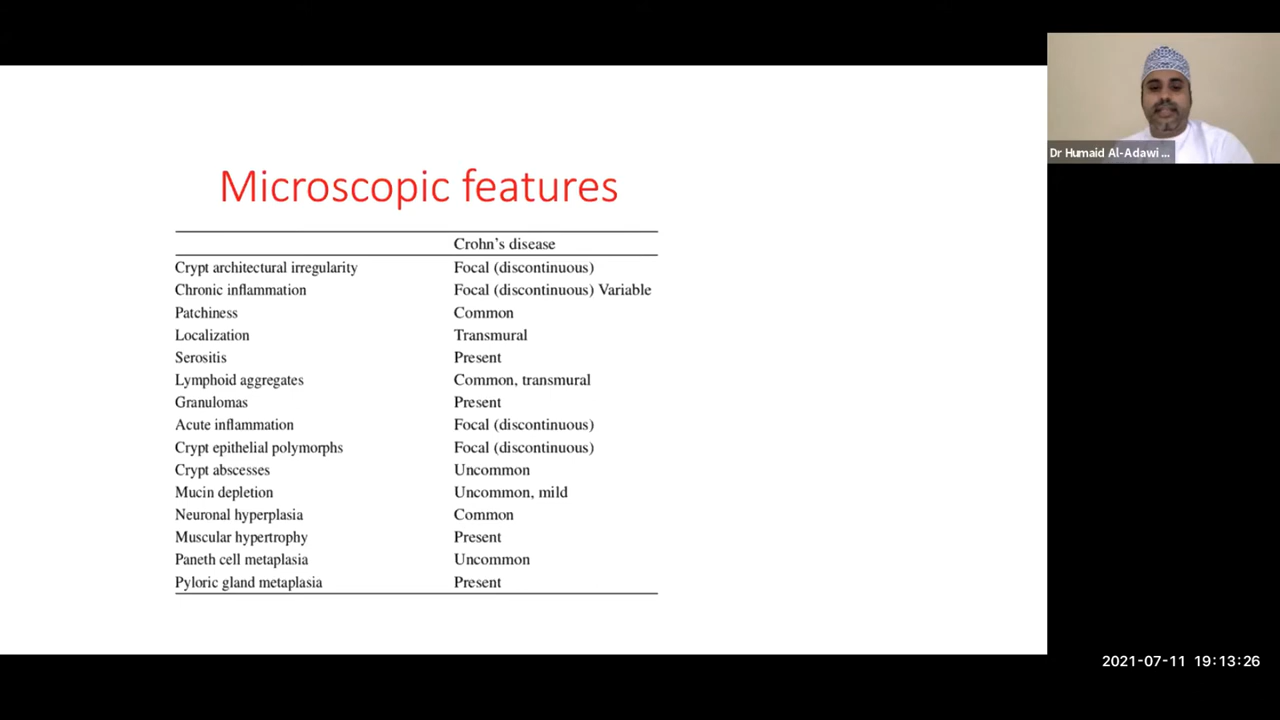 Microscopic features
Crohn's disease
Crypt architectural irregularity Focal (discontinuous)
Chronic inflammation Focal (discontinuous) Variable
Patchiness Common
Localization Transmural
Serositis Present
Lymphoid aggregates Common, transmural
Granulomas Present
Acute inflammation Focal (discontinuous)
Crypt epithelial polymorphs Focal (discontinuous)
Crypt abscesses Uncommon
Mucin depletion Uncommon, mild
Neuronal hyperplasia Common
Muscular hypertrophy Present
Paneth cell metaplasia Uncommon
Pyloric gland metaplasia Present
Dr Humaid Al-Adawi ...
2021-07-11 19:13:26